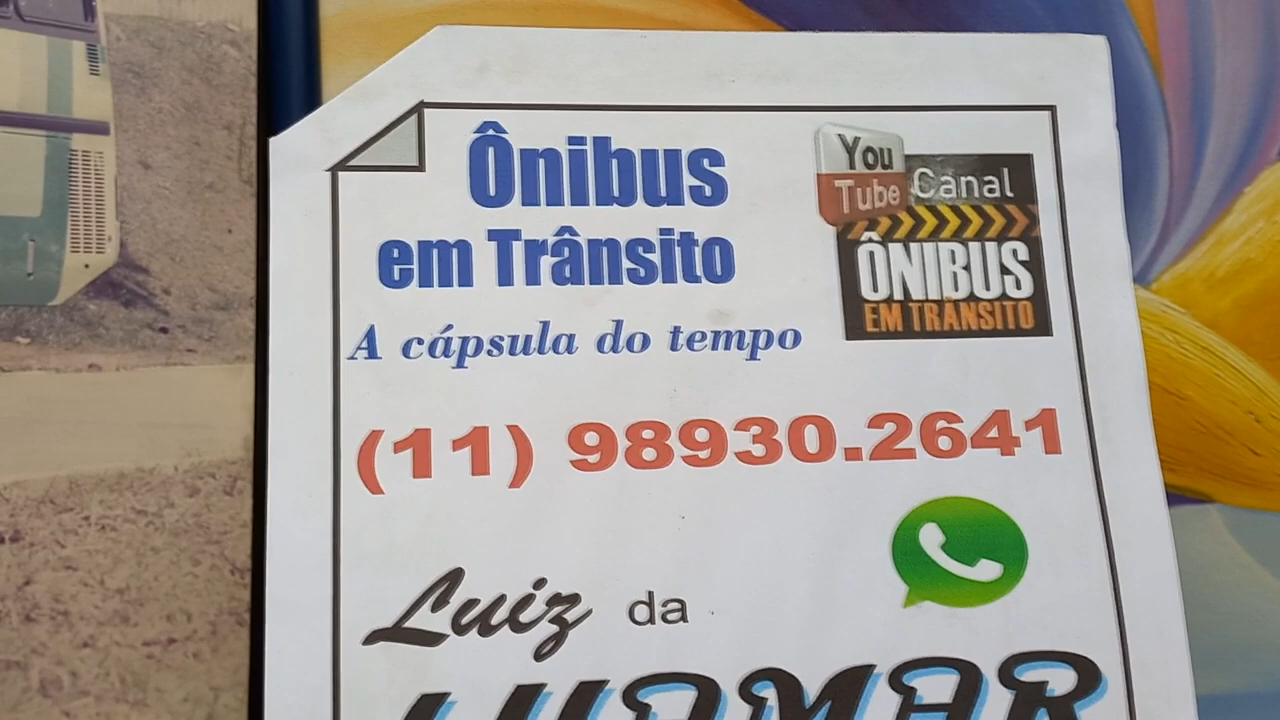 Ônibus
em Trânsito
A cápsula do tempo
You
Tube
Canal
ÔNIBUS
EM TRÂNSITO
(11) 98930.2641
Luiz da